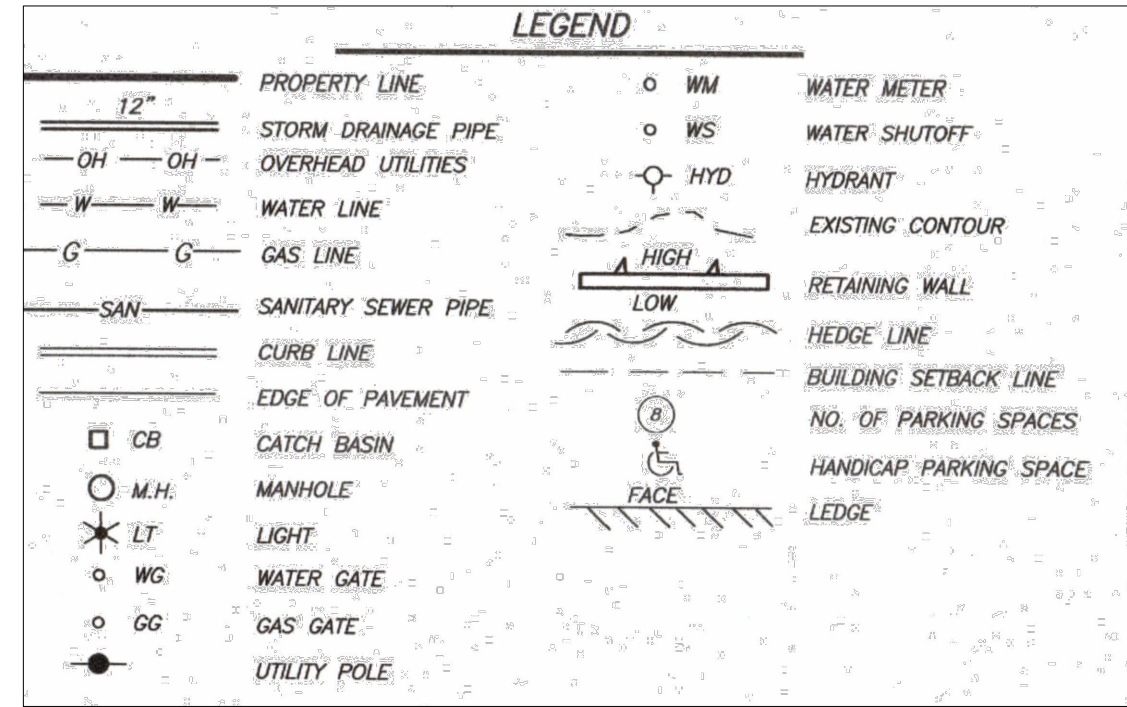 LEGEND
PROPERTY LINE
12"
STORM DRAINAGE PIPE
OH OH OVERHEAD UTILITIES
W W WATER LINE
G G GAS LINE
SAN SANITARY SEWER PIPE
CURB LINE
EDGE OF PAVEMENT
CB CATCH BASIN
M.H. MANHOLE
LT LIGHT
WG WATER GATE
GG GAS GATE
UTILITY POLE
WM WATER METER
WS WATER SHUTOFF
HYD HYDRANT
EXISTING CONTOUR
HIGH
RETAINING WALL
LOW
HEDGE LINE
BUILDING SETBACK LINE
8 NO. OF PARKING SPACES
HANDICAP PARKING SPACE
FACE
LEDGE